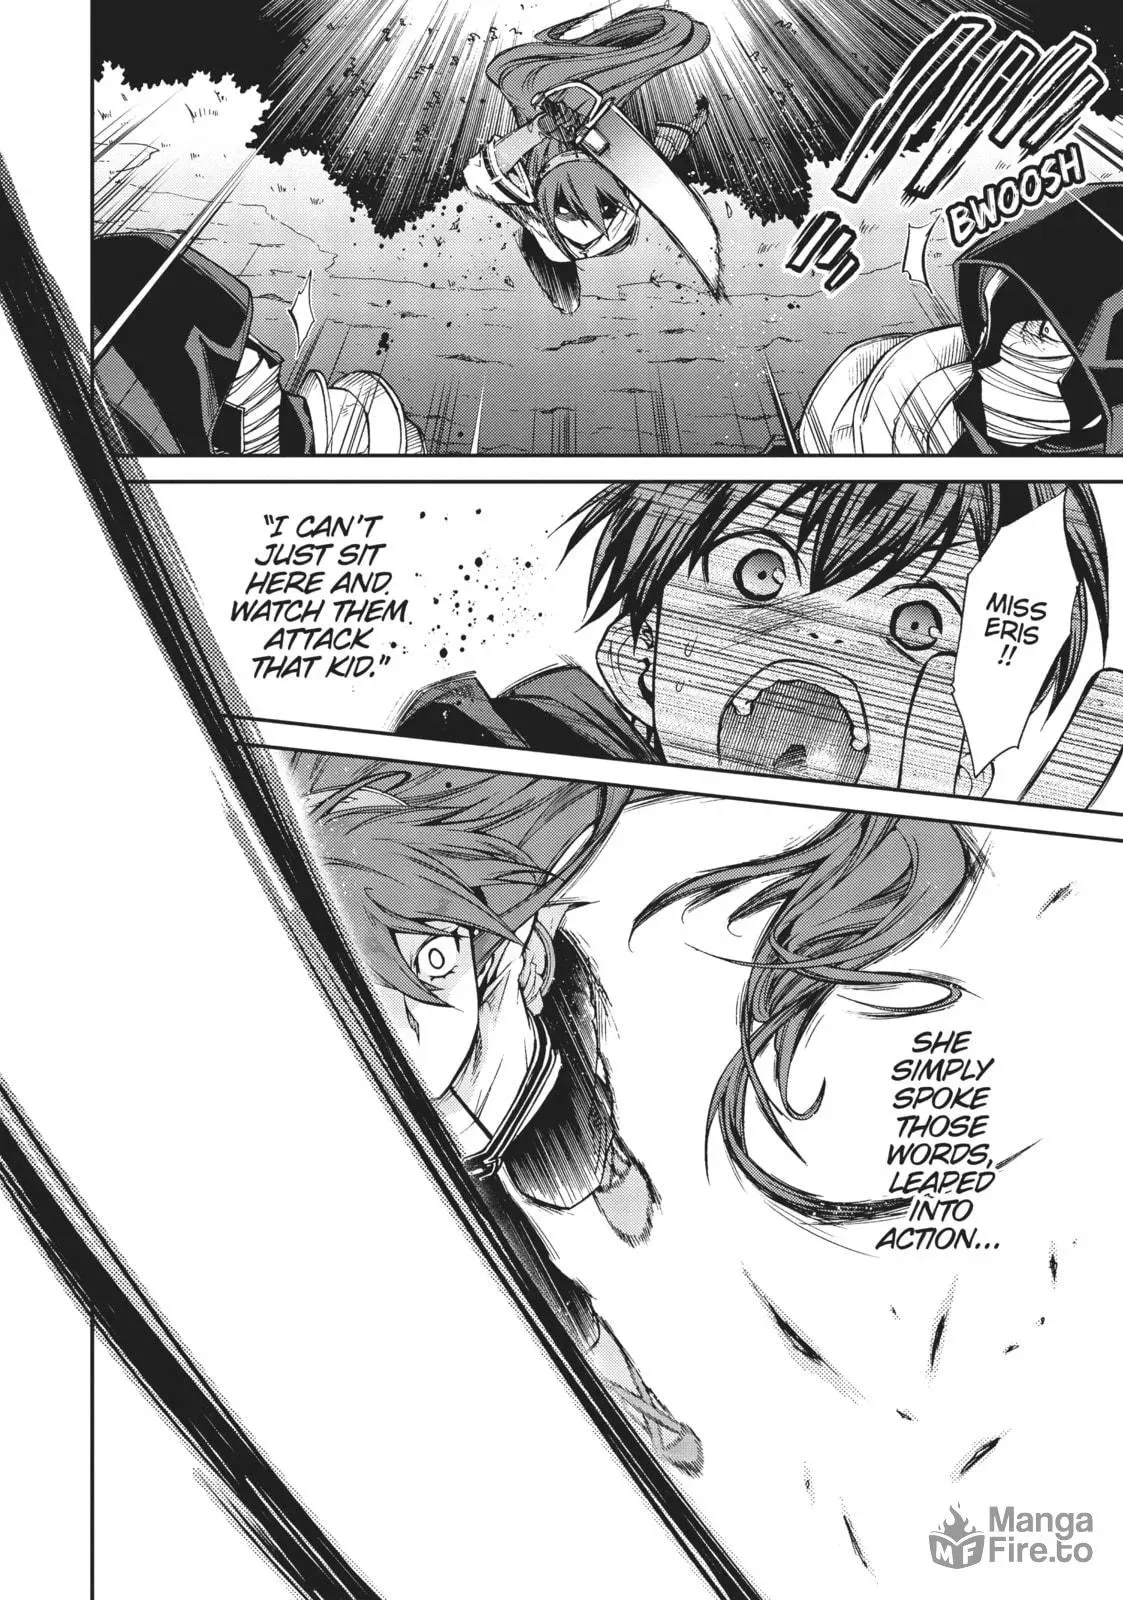 BWOOSH
MISS
ERIS
!!
"I CAN'T
JUST SIT
HERE AND
WATCH THEM
ATTACK
THAT KID."
SHE
SIMPLY
SPOKE
THOSE
WORDS,
LEAPED
INTO
ACTION...
Manga
MF Fire.to